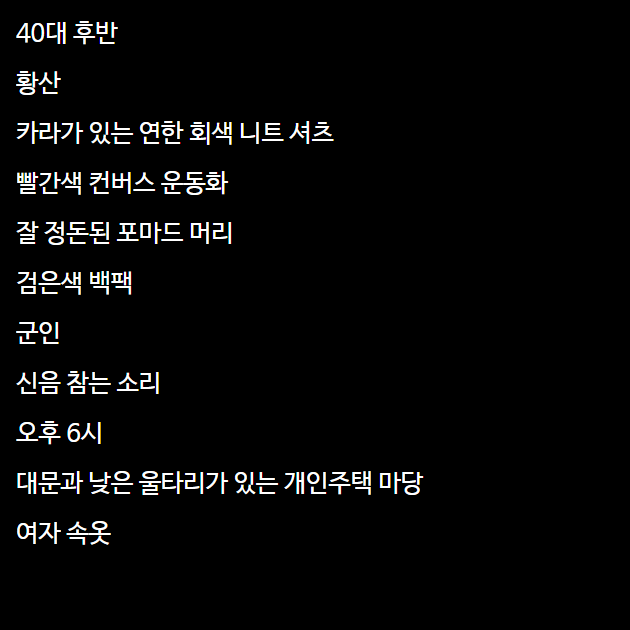 40대 후반
황산
카라가 있는 연한 회색 니트 셔츠
빨간색 컨버스 운동화
잘 정돈된 포마드 머리
검은색 백팩
군인
신음 참는 소리
오후 6시
대문과 낮은 울타리가 있는 개인주택 마당
여자 속옷